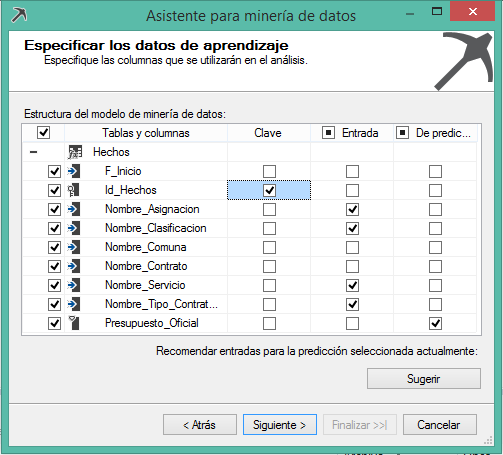 Asistente para minería de datos
Especificar los datos de aprendizaje
Especifique las columnas que se utilizarán en el análisis.
Estructura del modelo de minería de datos:
Tablas y columnas Clave Entrada De predic...
Hechos
F_Inicio
Id_Hechos
Nombre_Asignacion
Nombre_Clasificacion
Nombre_Comuna
Nombre_Contrato
Nombre_Servicio
Nombre_Tipo_Contrat...
Presupuesto_Oficial
Recomendar entradas para la predicción seleccionada actualmente:
Sugerir
< Atrás Siguiente > Finalizar >>| Cancelar